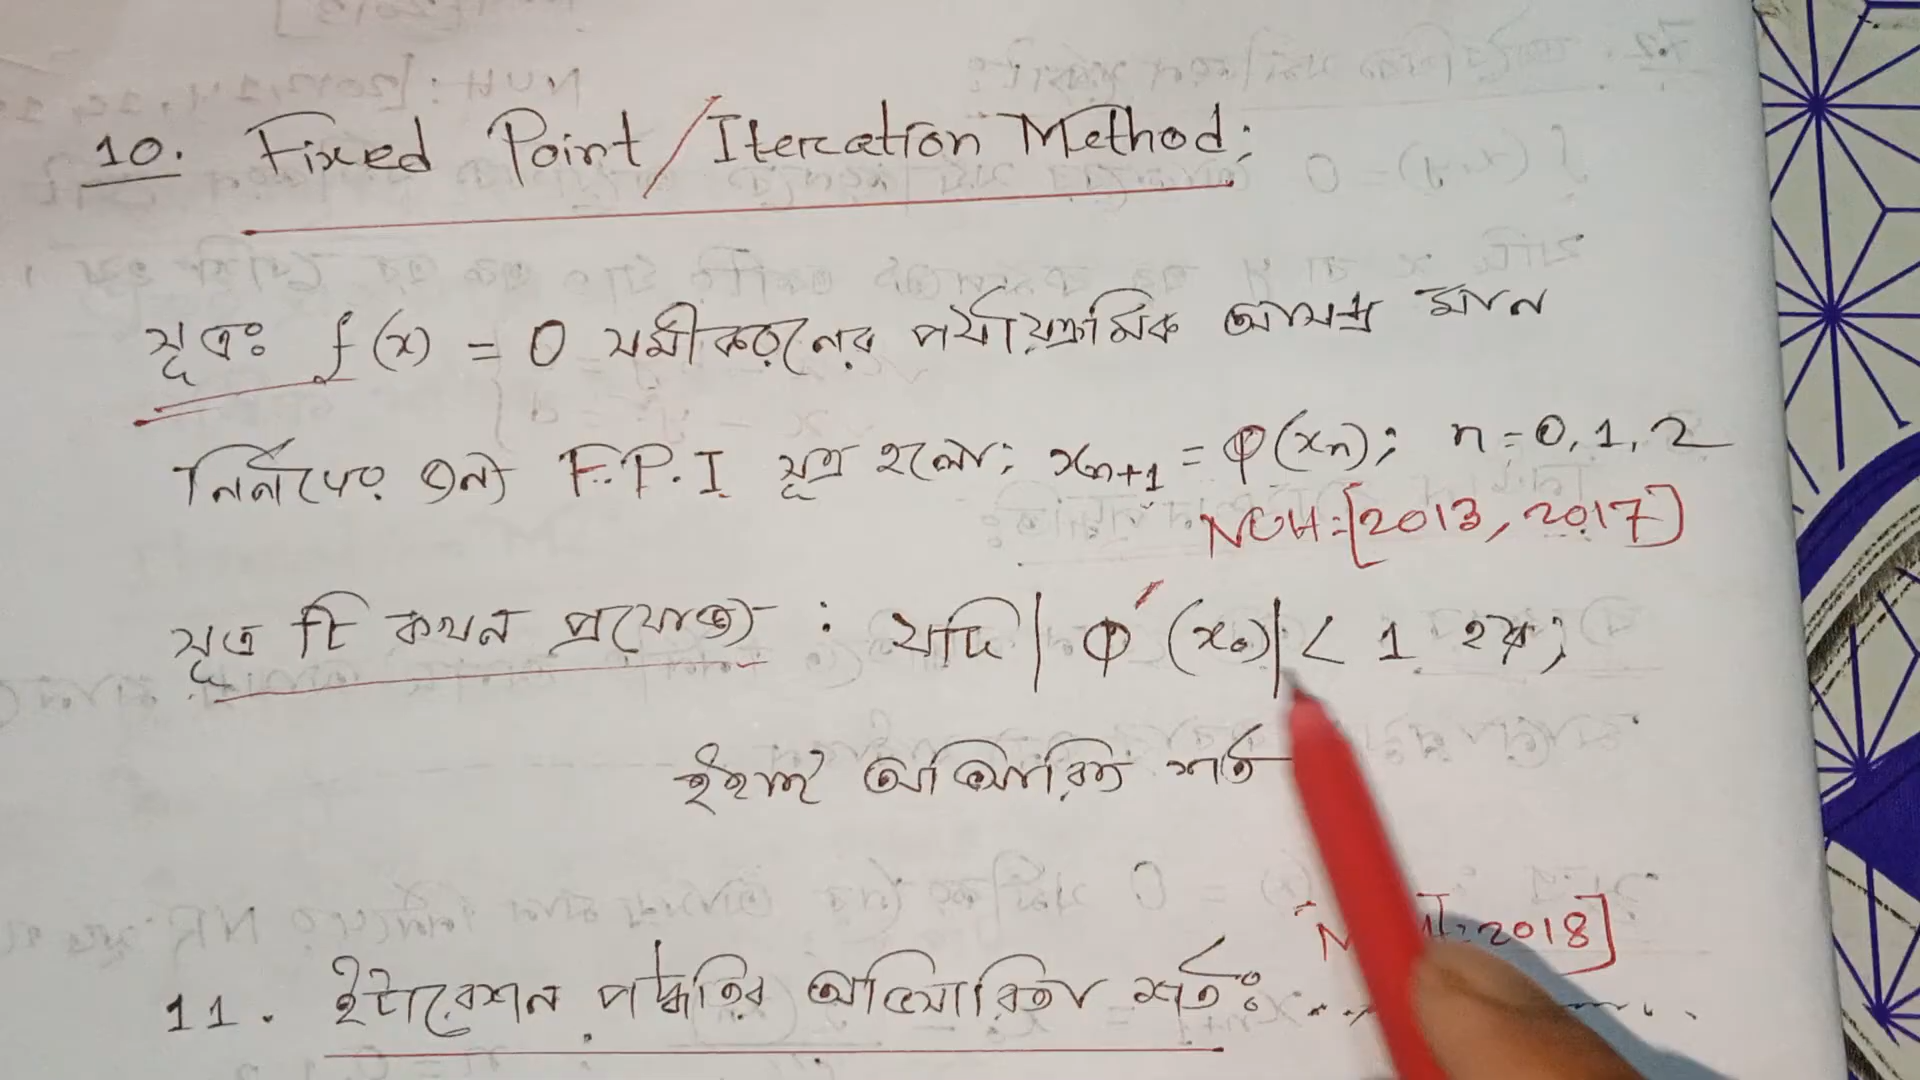 10. Fixed Point/Iteration Method:
সূত্রঃ f(x) = 0 সমীকরনের পর্যায়ক্রমিক আসন্ন মান
নির্নয়ের জন্য F.P.I সূত্র হলো: xₙ₊₁ = φ(xₙ); n = 0, 1, 2
NUH:[2013, 2017]
সূত্র টি কখন প্রযোজ্য : যদি |φ′(x₀)| < 1 হয়;
ইহাই অভিসারিত শর্ত
2018]
11. ইটারেশন পদ্ধতির অভিসারিতা শর্তঃ ......